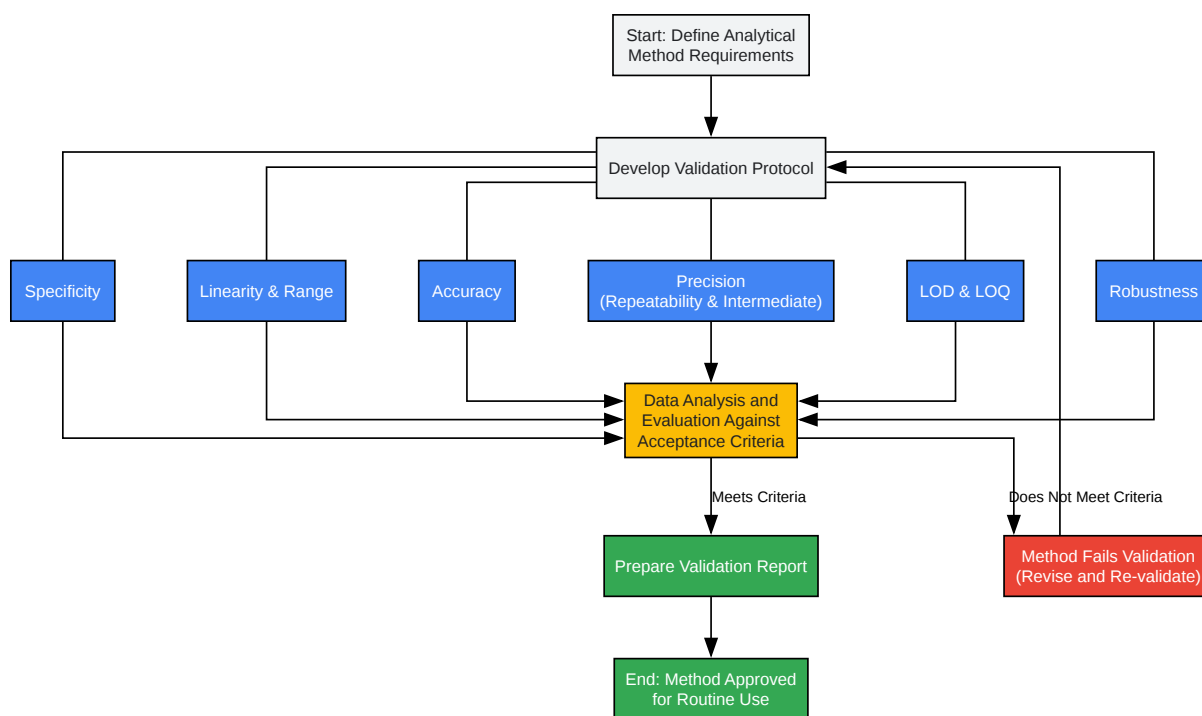 Start: Define Analytical
Method Requirements
Develop Validation Protocol
Specificity
Linearity & Range
Accuracy
Precision
(Repeatability & Intermediate)
LOD & LOQ
Robustness
Data Analysis and
Evaluation Against
Acceptance Criteria
Meets Criteria
Does Not Meet Criteria
Prepare Validation Report
Method Fails Validation
(Revise and Re-validate)
End: Method Approved
for Routine Use